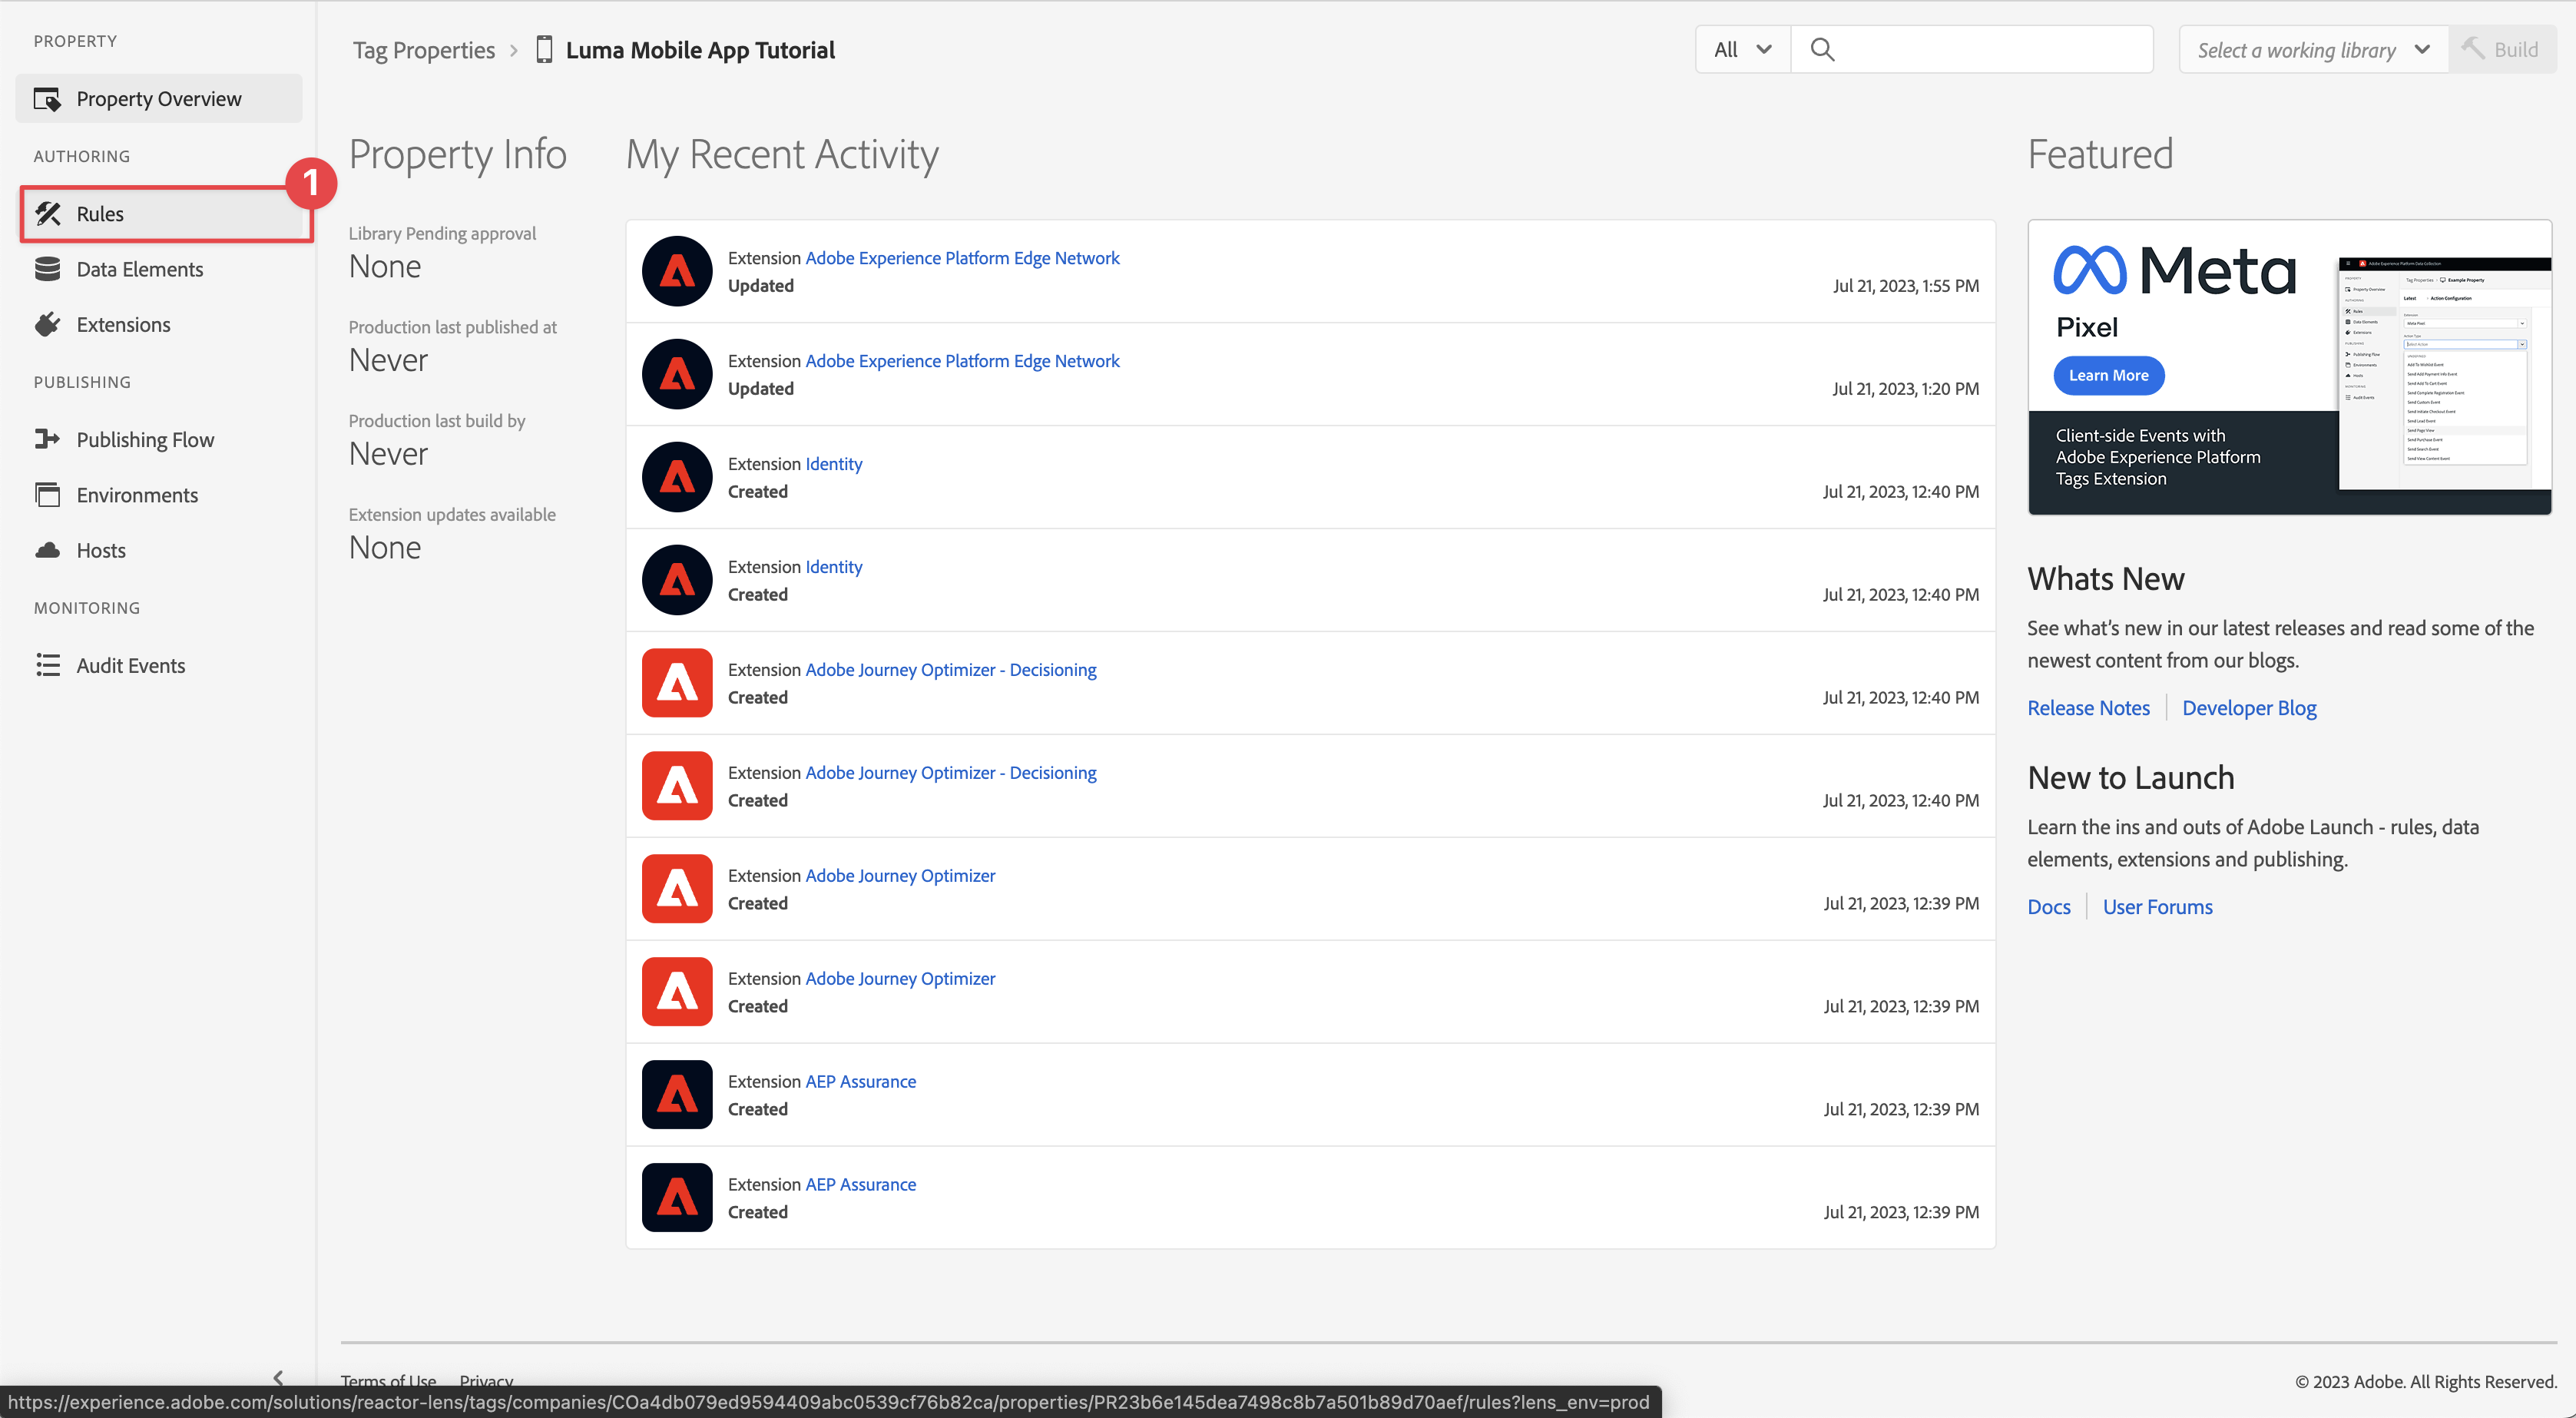 PROPERTY
Property Overview
AUTHORING
1
Rules
Data Elements
Extensions
PUBLISHING
Publishing Flow
Environments
Hosts
MONITORING
Audit Events
Tag Properties
Luma Mobile App Tutorial
All
Select a working library
Build
Property Info
Library Pending approval
None
Production last published at
Never
Production last build by
Never
Extension updates available
None
My Recent Activity
Extension Adobe Experience Platform Edge Network
Updated
Jul 21, 2023, 1:55 PM
Extension Adobe Experience Platform Edge Network
Updated
Jul 21, 2023, 1:20 PM
Extension Identity
Created
Jul 21, 2023, 12:40 PM
Extension Identity
Created
Jul 21, 2023, 12:40 PM
Extension Adobe Journey Optimizer - Decisioning
Created
Jul 21, 2023, 12:40 PM
Extension Adobe Journey Optimizer - Decisioning
Created
Jul 21, 2023, 12:40 PM
Extension Adobe Journey Optimizer
Created
Jul 21, 2023, 12:39 PM
Extension Adobe Journey Optimizer
Created
Jul 21, 2023, 12:39 PM
Extension AEP Assurance
Created
Jul 21, 2023, 12:39 PM
Extension AEP Assurance
Created
Jul 21, 2023, 12:39 PM
Featured
Meta
Pixel
Learn More
Client-side Events with
Adobe Experience Platform
Tags Extension
Whats New
See what's new in our latest releases and read some of the
newest content from our blogs.
Release Notes
Developer Blog
New to Launch
Learn the ins and outs of Adobe Launch - rules, data
elements, extensions and publishing.
Docs
User Forums
Terms of Use
Privacy
© 2023 Adobe. All Rights Reserved.
https://experience.adobe.com/solutions/reactor-lens/tags/companies/COa4db079ed9594409abc0539cf76b82ca/properties/PR23b6e145dea7498c8b7a501b89d70aef/rules?lens_env=prod